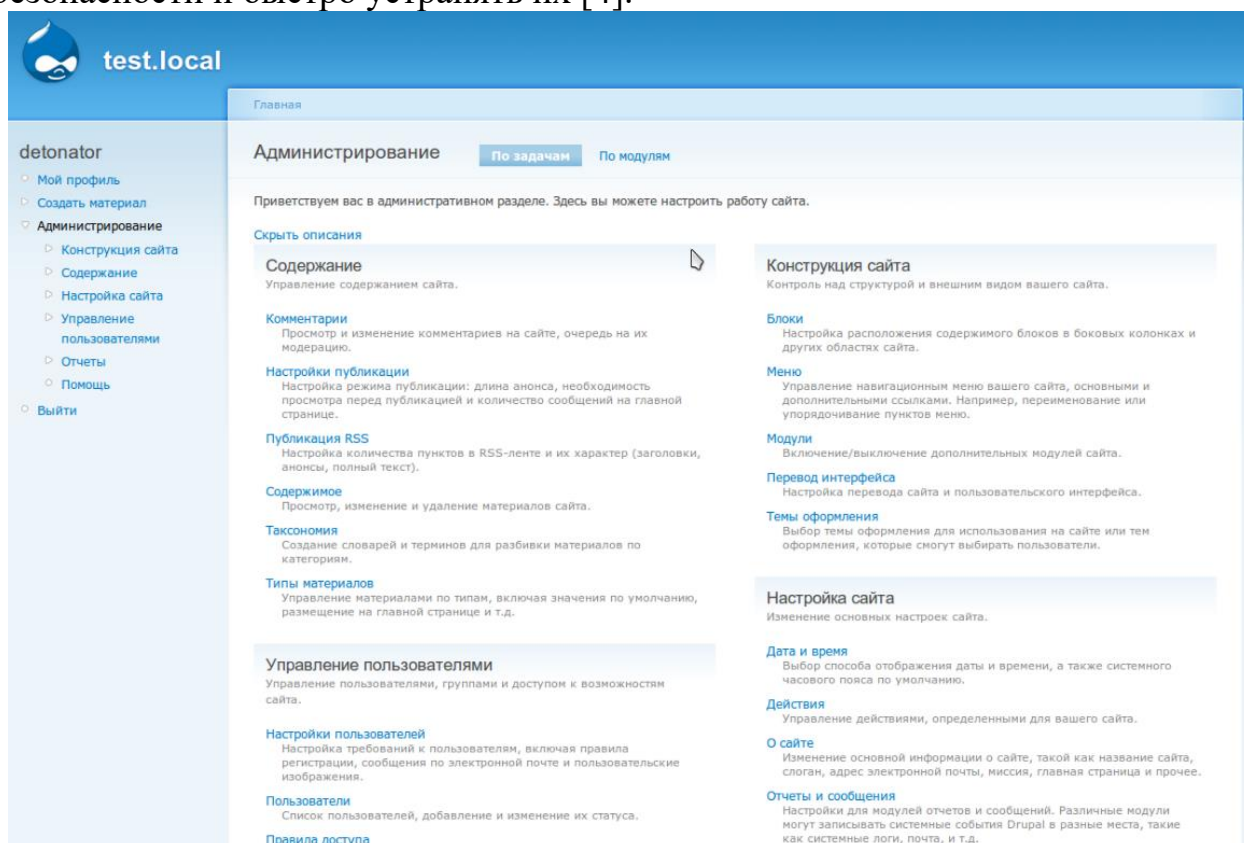 безопасности и быстро устранять их [4].
test.local
Главная
detonator
Мой профиль
Создать материал
Администрирование
Конструкция сайта
Содержание
Настройка сайта
Управление
пользователями
Отчеты
Помощь
Выйти
Администрирование
По задачам
По модулям
Приветствуем вас в административном разделе. Здесь вы можете настроить работу сайта.
Скрыть описания
Содержание
Управление содержанием сайта.
Комментарии
Просмотр и изменение комментариев на сайте, очередь на их
модерацию.
Настройки публикации
Настройка режима публикации: длина анонса, необходимость
просмотра перед публикацией и количество сообщений на главной
странице.
Публикация RSS
Настройка количества пунктов в RSS-ленте и их характер (заголовки,
анонсы, полный текст).
Содержимое
Просмотр, изменение и удаление материалов сайта.
Таксономия
Создание словарей и терминов для разбивки материалов по
категориям.
Типы материалов
Управление материалами по типам, включая значения по умолчанию,
размещение на главной странице и т.д.
Управление пользователями
Управление пользователями, группами и доступом к возможностям
сайта.
Настройки пользователей
Настройка требований к пользователям, включая правила
регистрации, сообщения по электронной почте и пользовательские
изображения.
Пользователи
Список пользователей, добавление и изменение их статуса.
Правила доступа
Конструкция сайта
Контроль над структурой и внешним видом вашего сайта.
Блоки
Настройка расположения содержимого блоков в боковых колонках и
других областях сайта.
Меню
Управление навигационным меню вашего сайта, основными и
дополнительными ссылками. Например, переименование или
упорядочивание пунктов меню.
Модули
Включение/выключение дополнительных модулей сайта.
Перевод интерфейса
Настройка перевода сайта и пользовательского интерфейса.
Темы оформления
Выбор темы оформления для использования на сайте или тем
оформления, которые смогут выбирать пользователи.
Настройка сайта
Изменение основных настроек сайта.
Дата и время
Выбор способа отображения даты и времени, а также системного
часового пояса по умолчанию.
Действия
Управление действиями, определенными для вашего сайта.
О сайте
Изменение основной информации о сайте, такой как название сайта,
слоган, адрес электронной почты, миссия, главная страница и прочее.
Отчеты и сообщения
Настройки для модулей отчетов и сообщений. Различные модули
могут записывать системные события Drupal в разные места, такие
как системные логи, почта, и т.д.